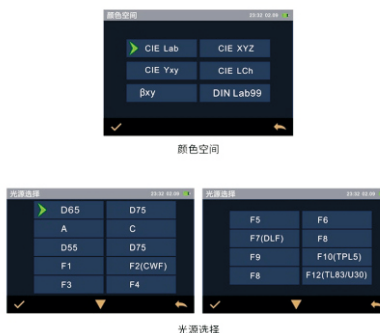 颜色空间 23:32 02.09
CIE Lab CIE XYZ
CIE Yxy CIE LCh
βxy DIN Lab99
颜色空间
光源选择 23:32 02.09
D65 D75
A C
D55 D75
F1 F2(CWF)
F3 F4
光源选择 23:32 02.09
F5 F6
F7(DLF) F8
F9 F10(TPL5)
F8 F12(TL83/U30)
光源选择